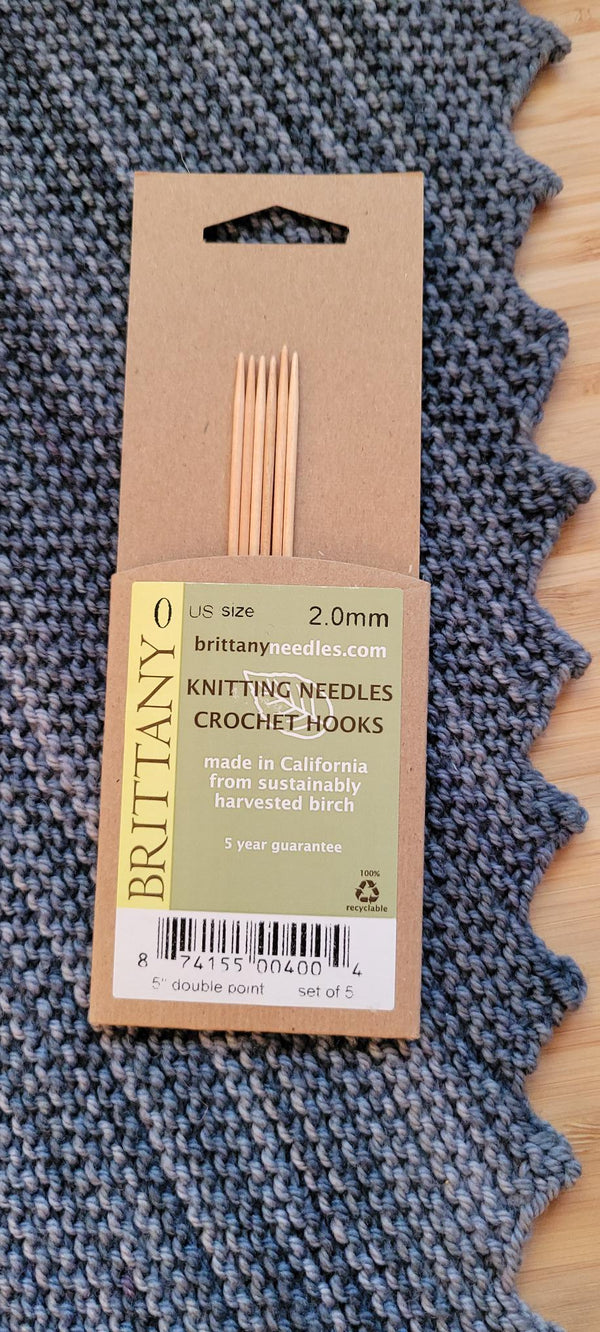 BRITTANY
0 US size 2.0mm
brittanyneedles.com
KNITTING NEEDLES
CROCHET HOOKS
made in California
from sustainably
harvested birch
5 year guarantee
100%
recyclable
8 74155 00400 4
5" double point set of 5